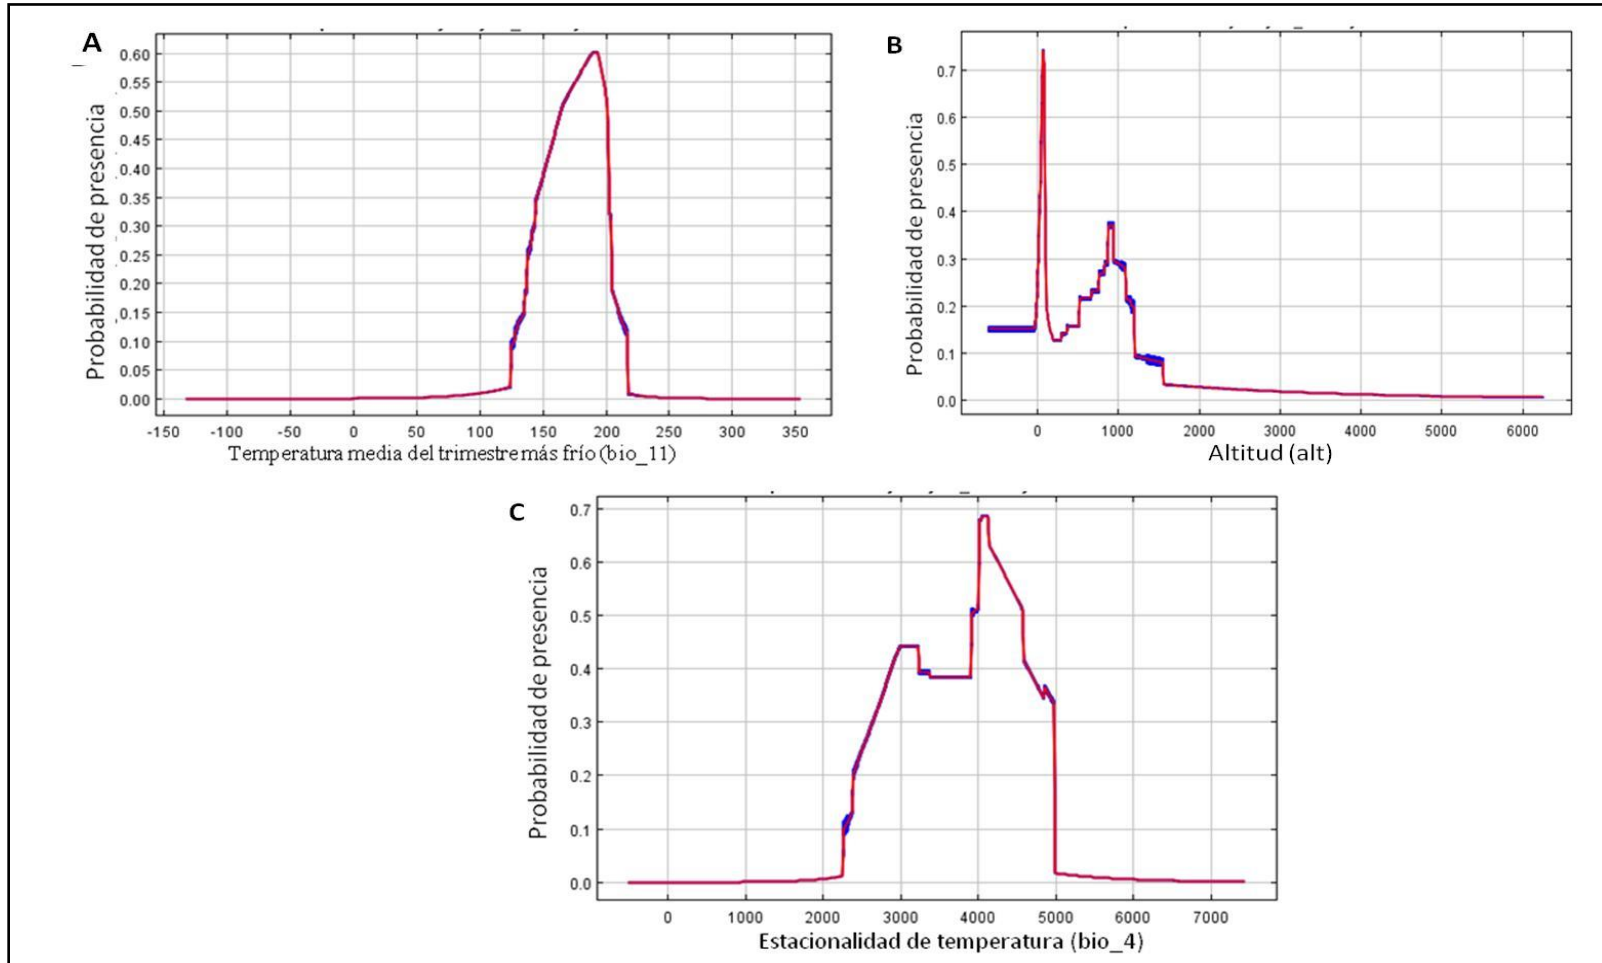 A
0.60
0.55
0.50
0.45
0.40
0.35
0.30
0.25
0.20
0.15
0.10
0.05
0.00
Probabilidad de presencia
-150 -100 -50 0 50 100 150 200 250 300 350
Temperatura media del trimestre más frío (bio_11)
B
0.7
0.6
0.5
0.4
0.3
0.2
0.1
0.0
Probabilidad de presencia
0 1000 2000 3000 4000 5000 6000
Altitud (alt)
C
0.7
0.6
0.5
0.4
0.3
0.2
0.1
0.0
Probabilidad de presencia
0 1000 2000 3000 4000 5000 6000 7000
Estacionalidad de temperatura (bio_4)